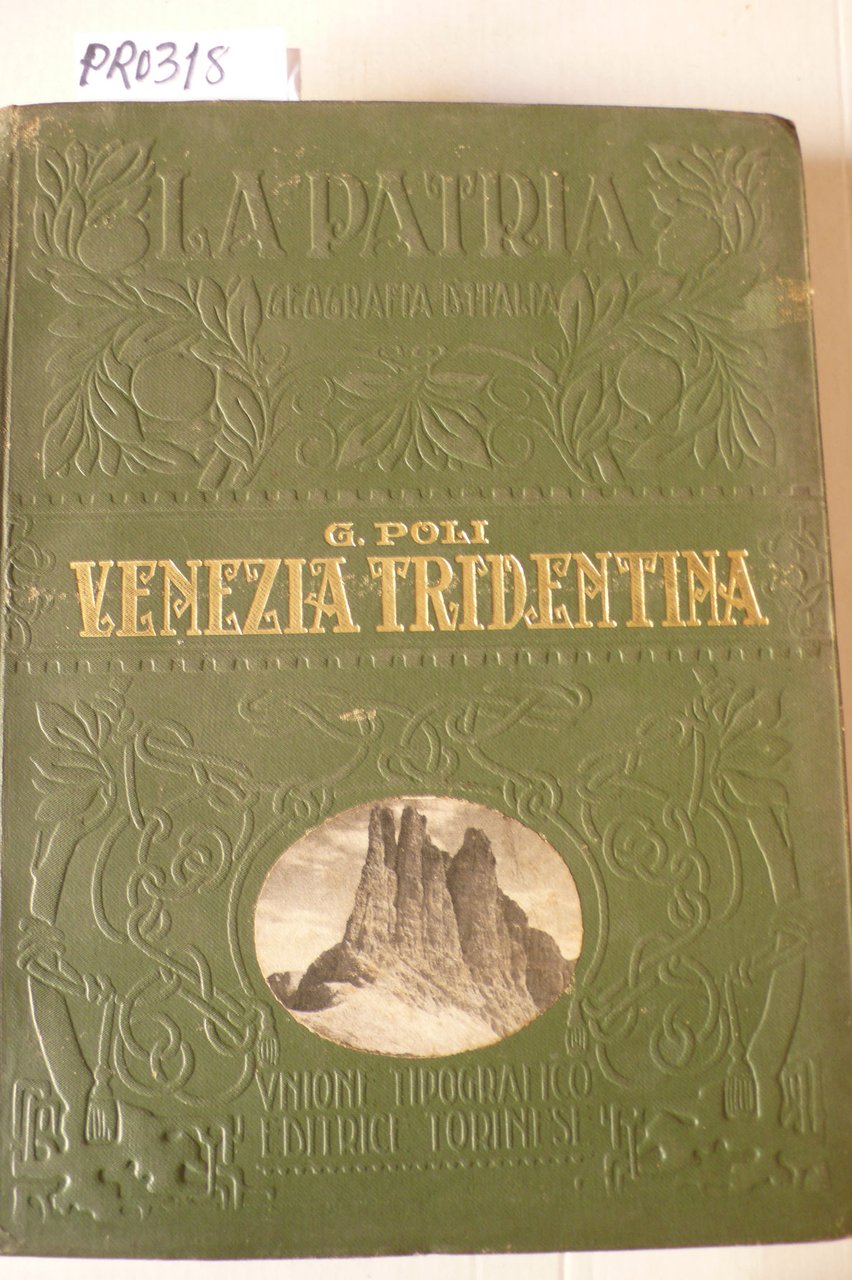 PR0318
LA PATRIA
GEOGRAFIA D'ITALIA
G. POLI
VENEZIA TRIDENTINA
VNIONE TIPOGRAFICO
EDITRICE TORINESE